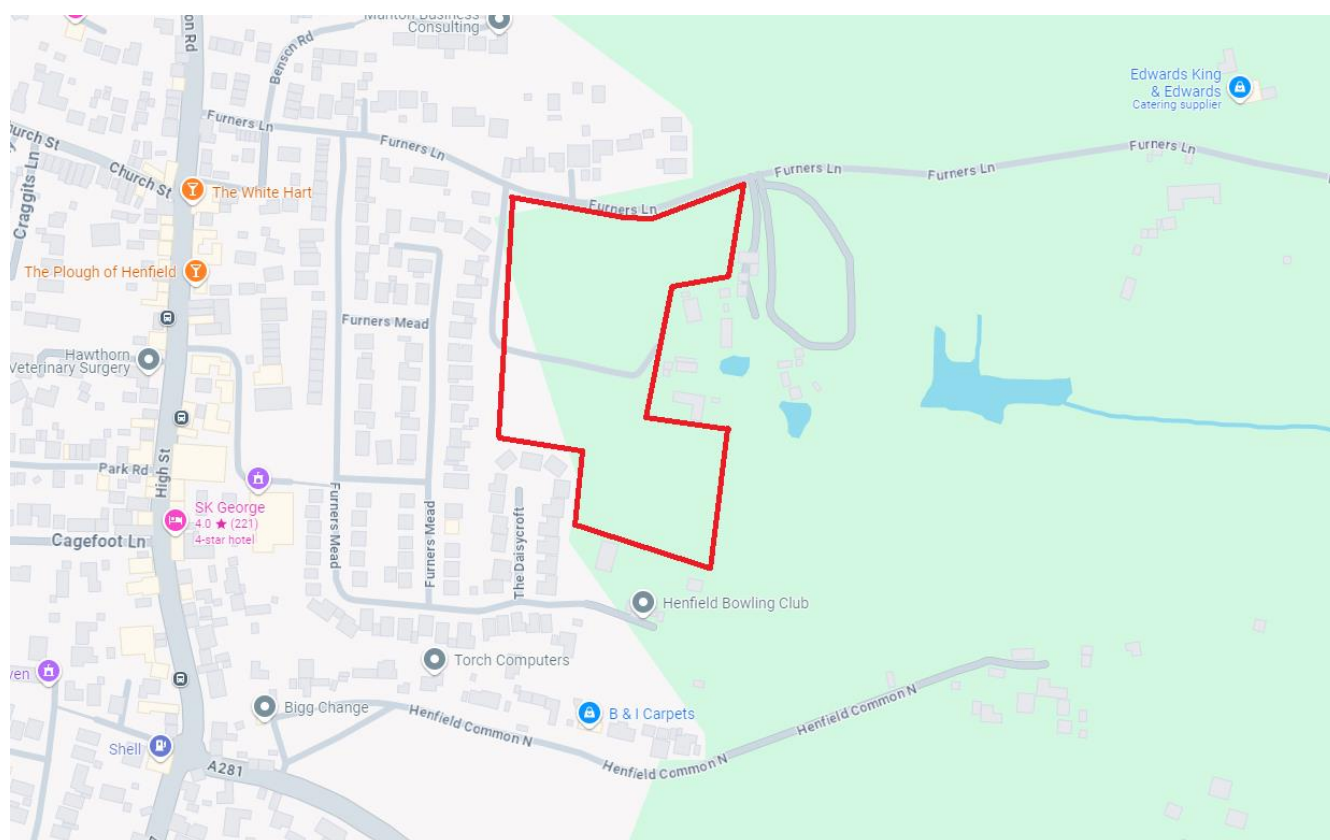 Manton Business
Consulting
on Rd
Benson Rd
Edwards King
& Edwards
Catering supplier
Furners Ln
Church St
Furners Ln
Furners Ln
Craggits Ln
Church St
The White Hart
Furners Ln
Furners Ln
Furners Ln
The Plough of Henfield
Furners Mead
Hawthorn
Veterinary Surgery
Park Rd
High St
SK George
4.0 ★ (221)
4-star hotel
Cagefoot Ln
Furners Mead
Furners Mead
The Daisycroft
Henfield Bowling Club
Torch Computers
Bigg Change
Henfield Common N
B & I Carpets
Henfield Common N
Henfield Common N
Shell
A281